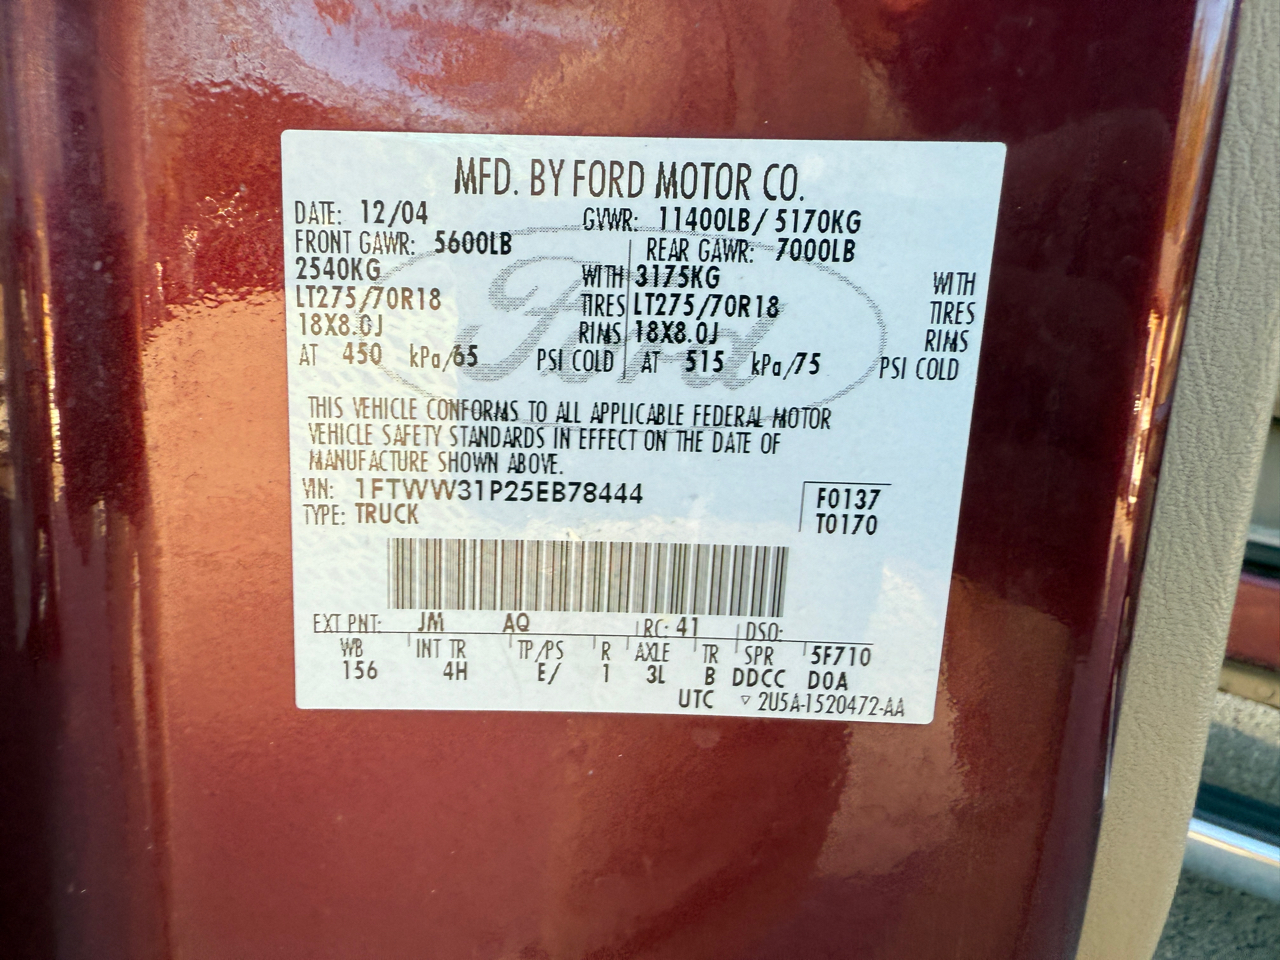 MFD. BY FORD MOTOR CO.
DATE: 12/04 GVWR: 11400LB/ 5170KG
FRONT GAWR: 5600LB REAR GAWR: 7000LB
2540KG WITH 3175KG WITH
LT275/70R18 TIRES LT275/70R18 TIRES
18X8.0J RIMS 18X8.0J RIMS
AT 450 kPa/65 PSI COLD AT 515 kPa/75 PSI COLD
Ford
THIS VEHICLE CONFORMS TO ALL APPLICABLE FEDERAL MOTOR
VEHICLE SAFETY STANDARDS IN EFFECT ON THE DATE OF
MANUFACTURE SHOWN ABOVE.
VIN: 1FTWW31P25EB78444 F0137
TYPE: TRUCK T0170
EXT PNT: JM AQ RC: 41 DSO:
WB INT TR TP/PS R AXLE TR SPR 5F710
156 4H E/ 1 3L B DDCC D0A
UTC ▽ 2U5A-1520472-AA